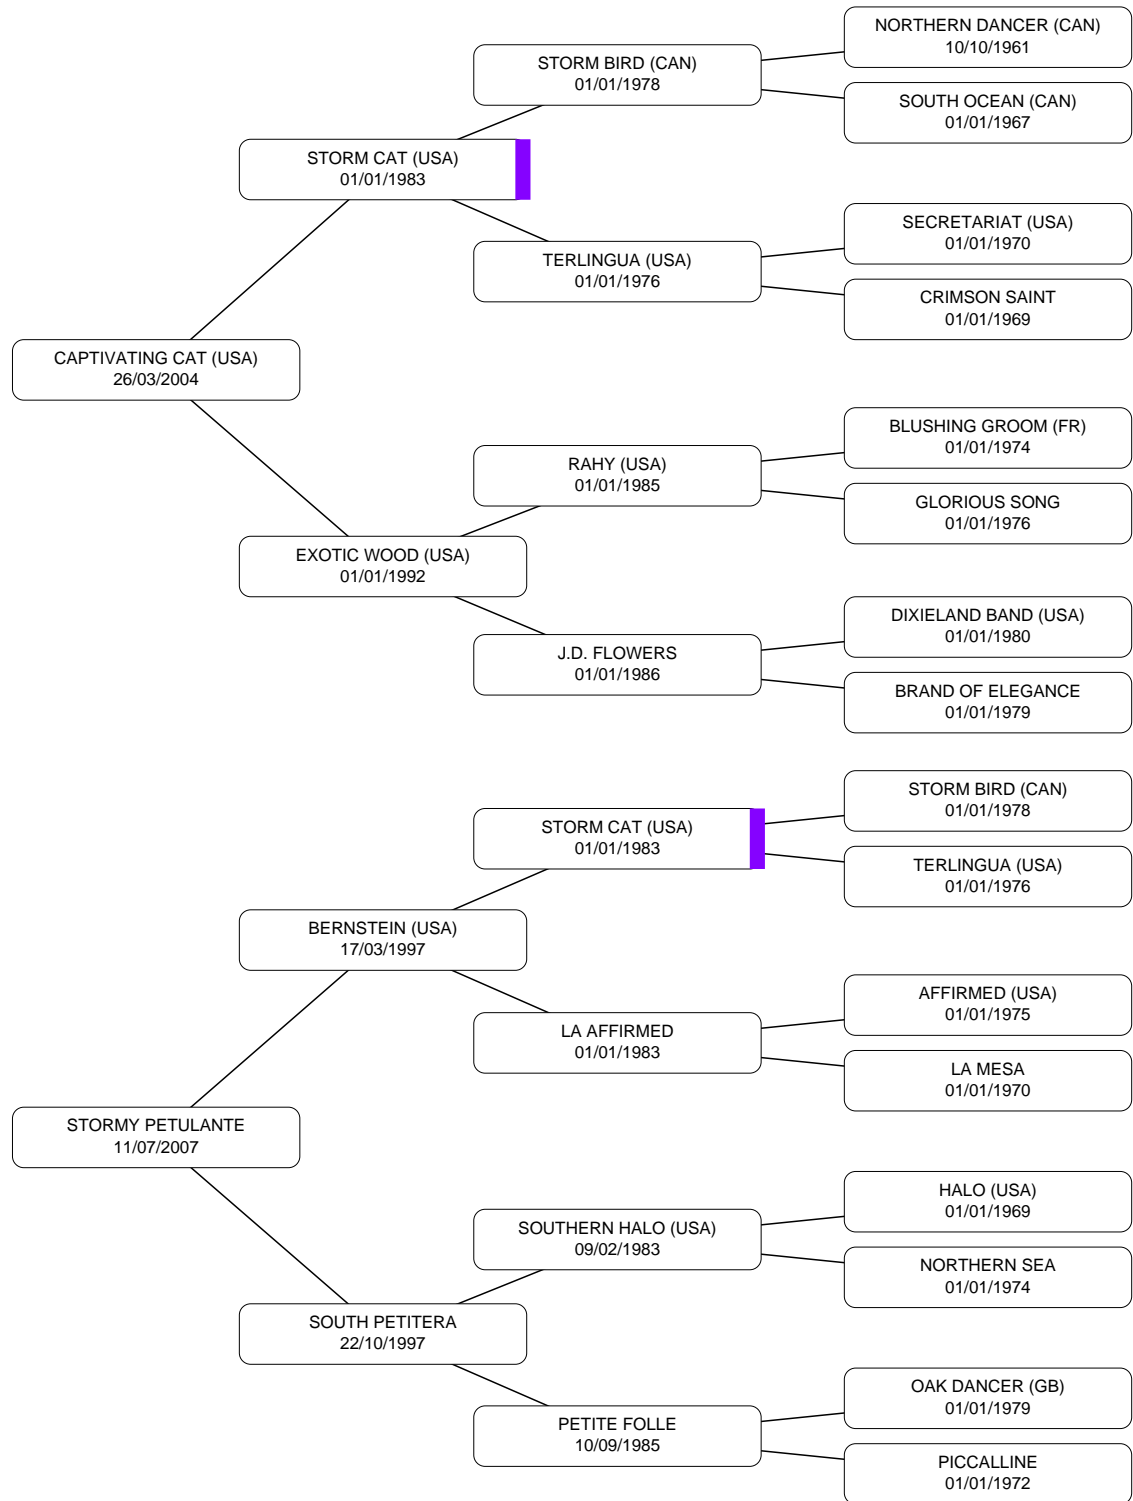 NORTHERN DANCER (CAN)
10/10/1961
STORM BIRD (CAN)
01/01/1978
SOUTH OCEAN (CAN)
01/01/1967
STORM CAT (USA)
01/01/1983
SECRETARIAT (USA)
01/01/1970
TERLINGUA (USA)
01/01/1976
CRIMSON SAINT
01/01/1969
CAPTIVATING CAT (USA)
26/03/2004
BLUSHING GROOM (FR)
01/01/1974
RAHY (USA)
01/01/1985
GLORIOUS SONG
01/01/1976
EXOTIC WOOD (USA)
01/01/1992
DIXIELAND BAND (USA)
01/01/1980
J.D. FLOWERS
01/01/1986
BRAND OF ELEGANCE
01/01/1979
STORM BIRD (CAN)
01/01/1978
STORM CAT (USA)
01/01/1983
TERLINGUA (USA)
01/01/1976
BERNSTEIN (USA)
17/03/1997
AFFIRMED (USA)
01/01/1975
LA AFFIRMED
01/01/1983
LA MESA
01/01/1970
STORMY PETULANTE
11/07/2007
HALO (USA)
01/01/1969
SOUTHERN HALO (USA)
09/02/1983
NORTHERN SEA
01/01/1974
SOUTH PETITERA
22/10/1997
OAK DANCER (GB)
01/01/1979
PETITE FOLLE
10/09/1985
PICCALLINE
01/01/1972